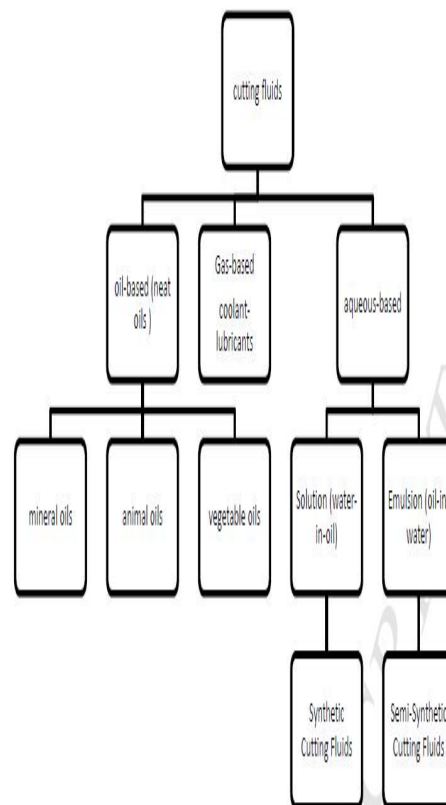 cutting fluids
oil-based (neat
oils )
Gas-based
coolant-
lubricants
aqueous-based
mineral oils
animal oils
vegetable oils
Solution (water-
in-oil)
Emulsion (oil-in
water)
Synthetic
Cutting Fluids
Semi-Synthetic
Cutting Fluids